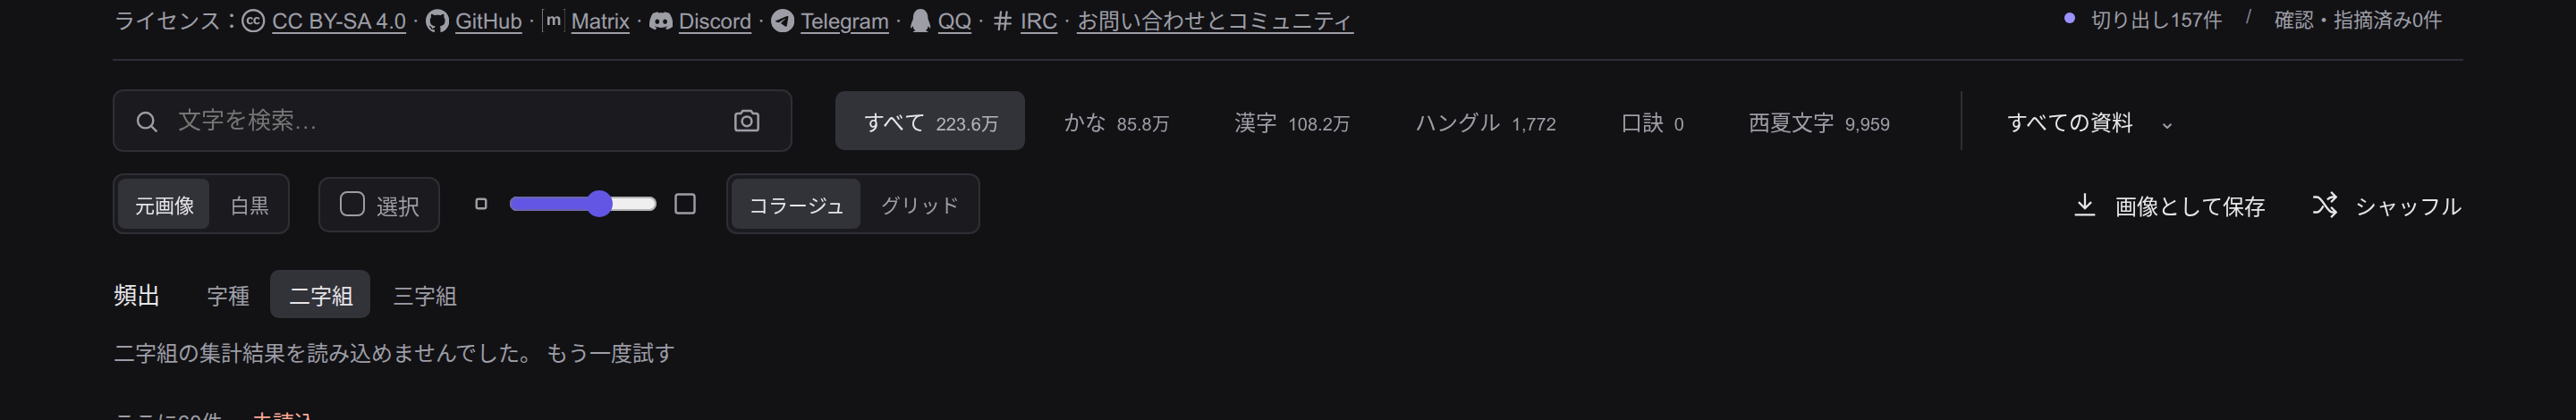 ライセンス：CC BY-SA 4.0 · GitHub · [m] Matrix · Discord · Telegram · QQ · # IRC · お問い合わせとコミュニティ
切り出し157件 / 確認・指摘済み0件
文字を検索…
すべて 223.6万 かな 85.8万 漢字 108.2万 ハングル 1,772 口訣 0 西夏文字 9,959 すべての資料
元画像 白黒 選択 コラージュ グリッド 画像として保存 シャッフル
頻出 字種 二字組 三字組
二字組の集計結果を読み込めませんでした。 もう一度試す